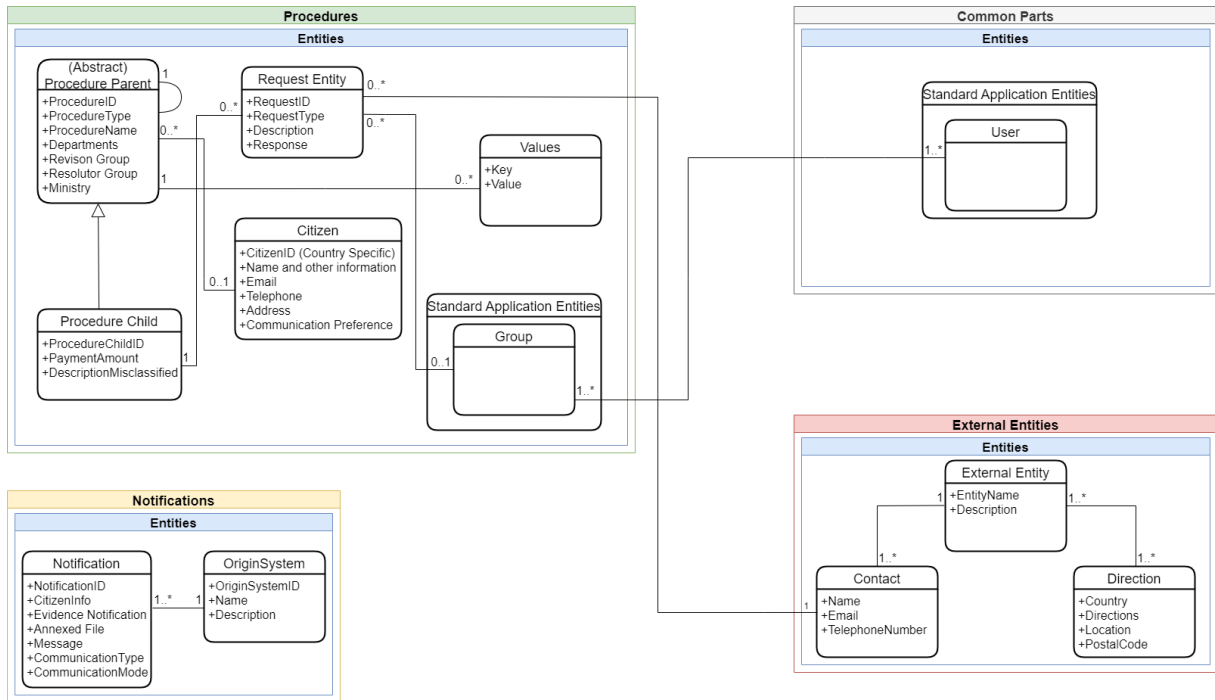 Procedures
Entities
(Abstract)
Procedure Parent
+ProcedureID
+ProcedureType
+ProcedureName
+Departments
+Revison Group
+Resolutor Group
+Ministry
1
0..*
1
Request Entity
+RequestID
+RequestType
+Description
+Response
0..*
0..*
0..*
Values
+Key
+Value
0..*
Citizen
+CitizenID (Country Specific)
+Name and other information
+Email
+Telephone
+Address
+Communication Preference
0..1
Procedure Child
+ProcedureChildID
+PaymentAmount
+DescriptionMisclassified
1
Standard Application Entities
Group
0..1
1..*
Common Parts
Entities
Standard Application Entities
User
1..*
External Entities
Entities
External Entity
+EntityName
+Description
1
1..*
1..*
1..*
Contact
+Name
+Email
+TelephoneNumber
1
Direction
+Country
+Directions
+Location
+PostalCode
Notifications
Entities
Notification
+NotificationID
+CitizenInfo
+Evidence Notification
+Annexed File
+Message
+CommunicationType
+CommunicationMode
1..*
1
OriginSystem
+OriginSystemID
+Name
+Description